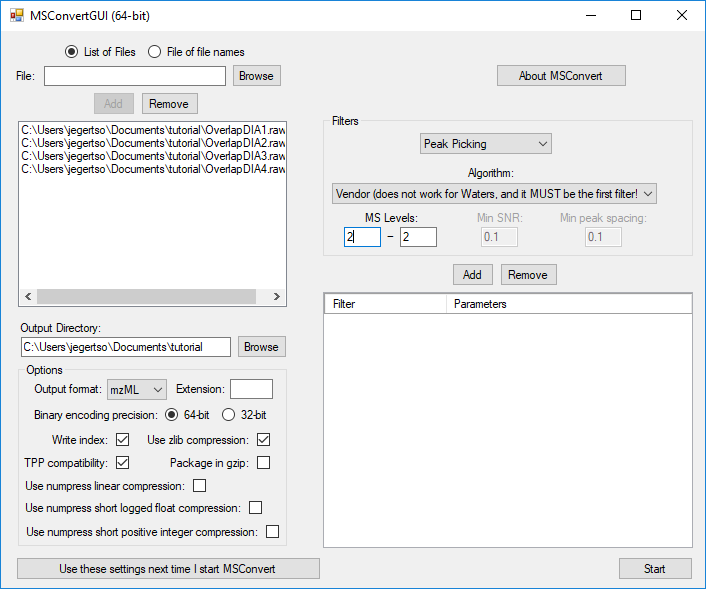 MSConvertGUI (64-bit)
List of Files File of file names
File: Browse About MSConvert
Add Remove
C:\Users\jegertso\Documents\tutorial\OverlapDIA1.raw
C:\Users\jegertso\Documents\tutorial\OverlapDIA2.raw
C:\Users\jegertso\Documents\tutorial\OverlapDIA3.raw
C:\Users\jegertso\Documents\tutorial\OverlapDIA4.raw
Output Directory:
C:\Users\jegertso\Documents\tutorial Browse
Options
Output format: mzML Extension:
Binary encoding precision: 64-bit 32-bit
Write index: Use zlib compression:
TPP compatibility: Package in gzip:
Use numpress linear compression:
Use numpress short logged float compression:
Use numpress short positive integer compression:
Use these settings next time I start MSConvert
Filters
Peak Picking
Algorithm:
Vendor (does not work for Waters, and it MUST be the first filter!
MS Levels: Min SNR: Min peak spacing:
2 – 2 0.1 0.1
Add Remove
Filter Parameters
Start